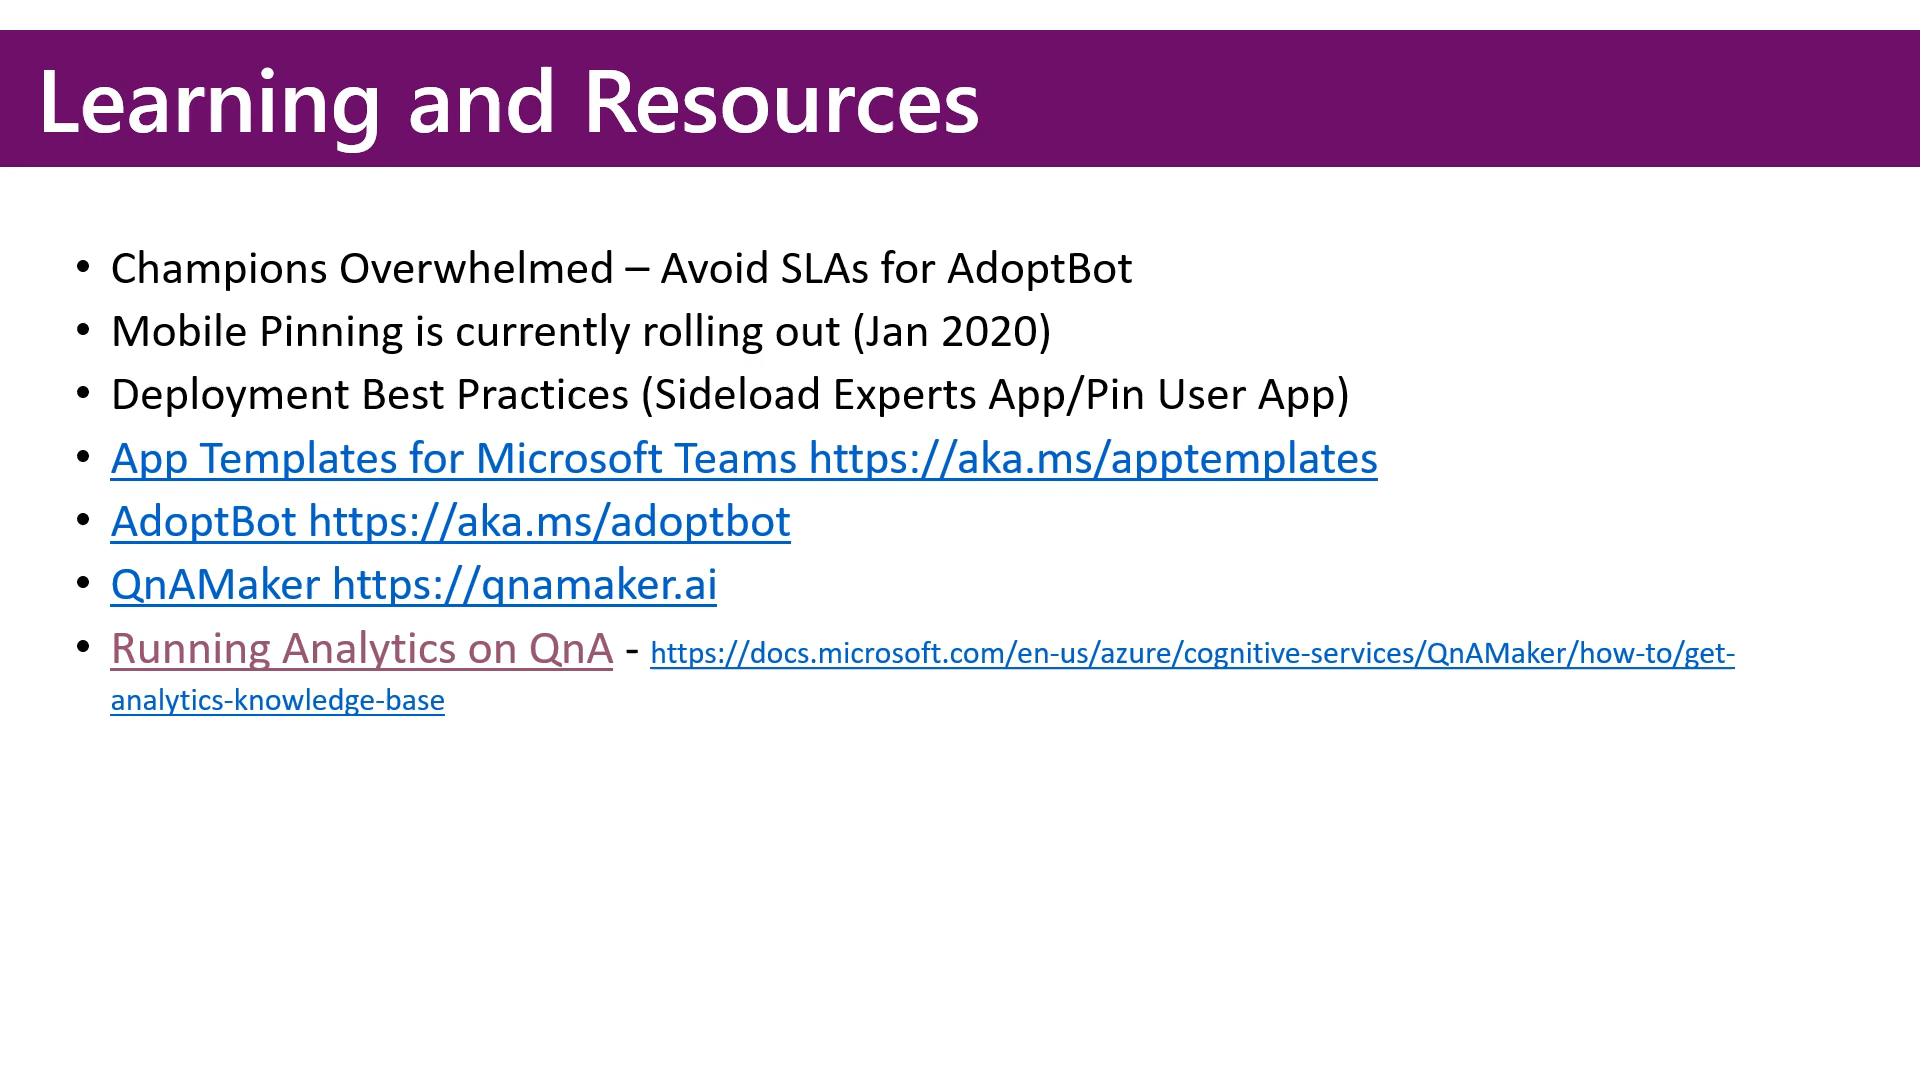 Learning and Resources
• Champions Overwhelmed – Avoid SLAs for AdoptBot
• Mobile Pinning is currently rolling out (Jan 2020)
• Deployment Best Practices (Sideload Experts App/Pin User App)
• App Templates for Microsoft Teams https://aka.ms/apptemplates
• AdoptBot https://aka.ms/adoptbot
• QnAMaker https://qnamaker.ai
• Running Analytics on QnA - https://docs.microsoft.com/en-us/azure/cognitive-services/QnAMaker/how-to/get-
analytics-knowledge-base